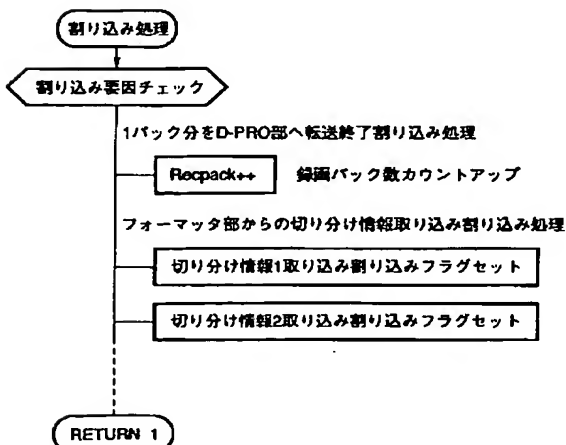 割り込み処理
割り込み要因チェック
1パック分をD-PRO部へ転送終了割り込み処理
Recpack++ 録画パック数カウントアップ
フォーマッタ部からの切り分け情報取り込み割り込み処理
切り分け情報1取り込み割り込みフラグセット
切り分け情報2取り込み割り込みフラグセット
RETURN 1